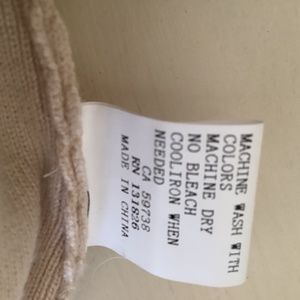 MACHINE WASH WITH
COLORS
MACHINE DRY
NO BLEACH
COOLIRON WHEN
NEEDED
CA 59738
RN 131826
MADE IN CHINA